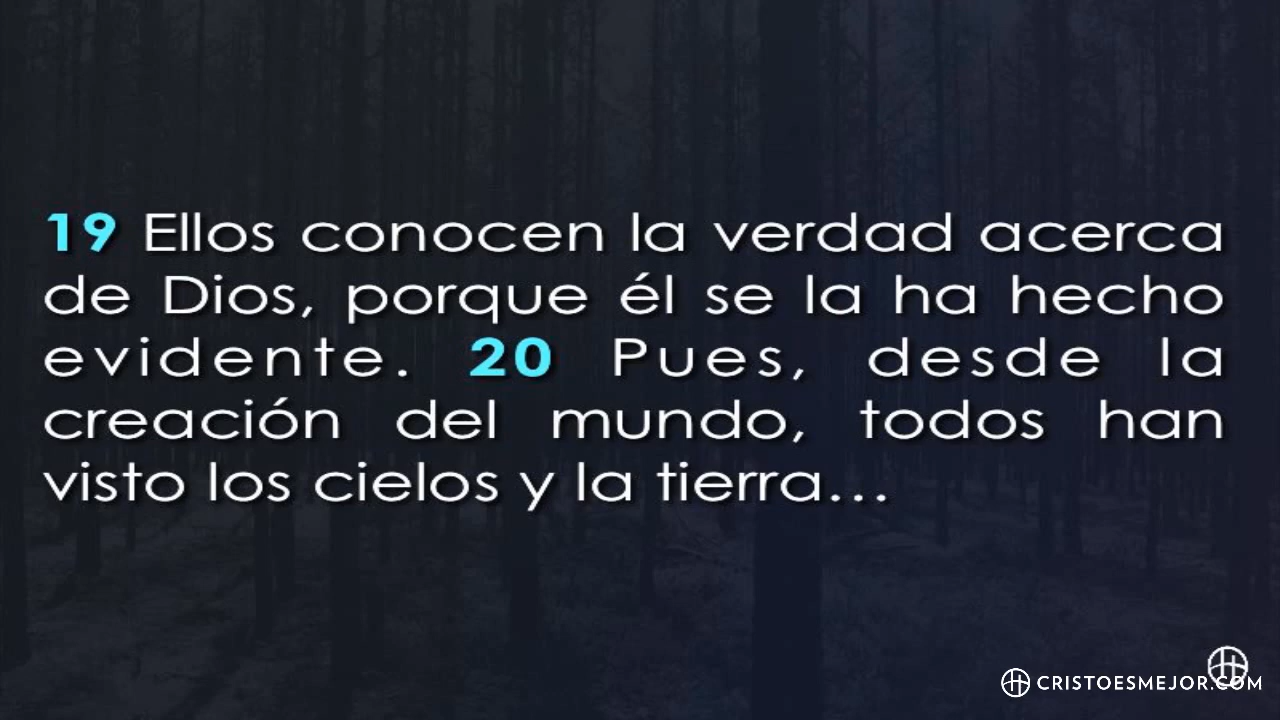 19 Ellos conocen la verdad acerca
de Dios, porque él se la ha hecho
evidente. 20 Pues, desde la
creación del mundo, todos han
visto los cielos y la tierra...
CRISTOESMEJOR.COM